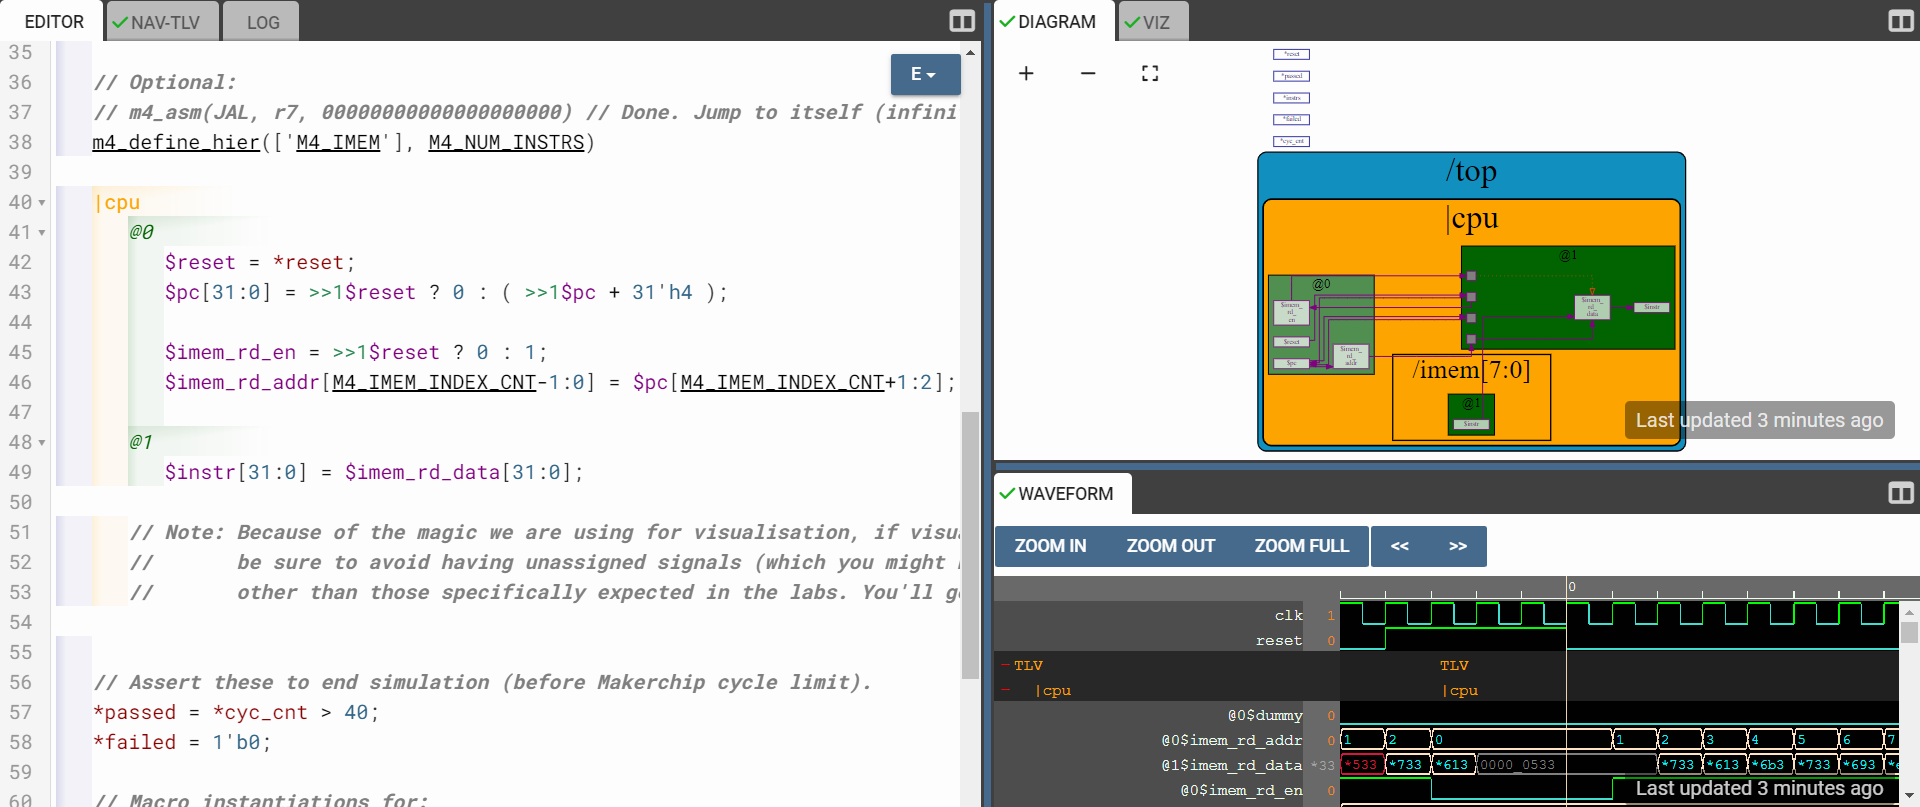 EDITOR
NAV-TLV
LOG
E
35
36 // Optional:
37 // m4_asm(JAL, r7, 00000000000000000000) // Done. Jump to itself (infini
38 m4_define_hier(['M4_IMEM'], M4_NUM_INSTRS)
39
40 |cpu
41 @0
42 $reset = *reset;
43 $pc[31:0] = >>1$reset ? 0 : ( >>1$pc + 31'h4 );
44
45 $imem_rd_en = >>1$reset ? 0 : 1;
46 $imem_rd_addr[M4_IMEM_INDEX_CNT-1:0] = $pc[M4_IMEM_INDEX_CNT+1:2];
47
48 @1
49 $instr[31:0] = $imem_rd_data[31:0];
50
51 // Note: Because of the magic we are using for visualisation, if visu
52 // be sure to avoid having unassigned signals (which you might
53 // other than those specifically expected in the labs. You'll g
54
55
56 // Assert these to end simulation (before Makerchip cycle limit).
57 *passed = *cyc_cnt > 40;
58 *failed = 1'b0;
59
60 // Macro instantiations for:
DIAGRAM
VIZ
*reset
*passed
*instrs
*failed
*cyc_cnt
/top
|cpu
@1
@0
$imem_rd_en
$reset
$pc
$imem_rd_addr
$imem_rd_data
$instr
/imem[7:0]
@1
$instr
Last updated 3 minutes ago
WAVEFORM
ZOOM IN ZOOM OUT ZOOM FULL << >>
0
clk 1
reset 0
TLV TLV
|cpu |cpu
@0$dummy 0
@0$imem_rd_addr 0 1 2 0 1 2 3 4 5 6 7
@1$imem_rd_data *33 *533 *733 *613 0000_0533 *733 *613 *6b3 *733 *693
@0$imem_rd_en 0
Last updated 3 minutes ago